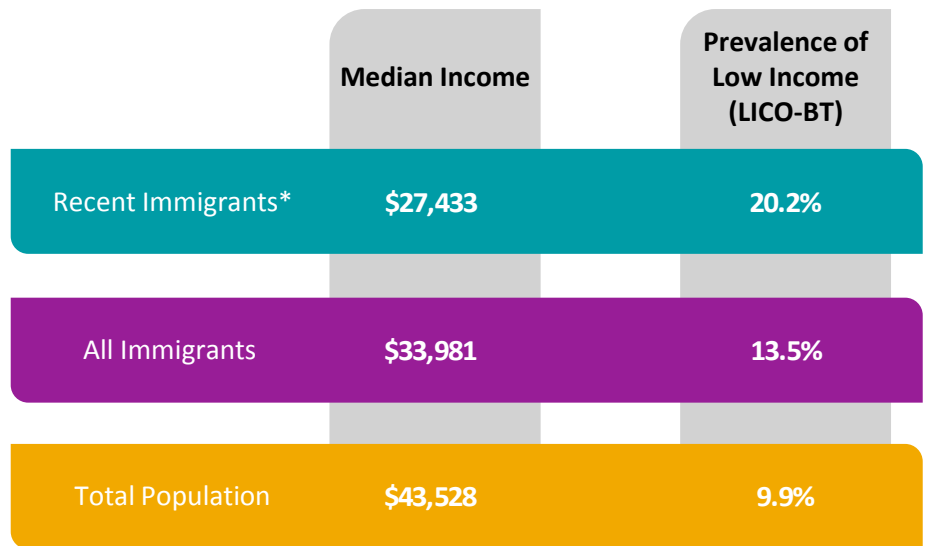 Median Income
Prevalence of
Low Income
(LICO-BT)
Recent Immigrants* $27,433 20.2%
All Immigrants $33,981 13.5%
Total Population $43,528 9.9%